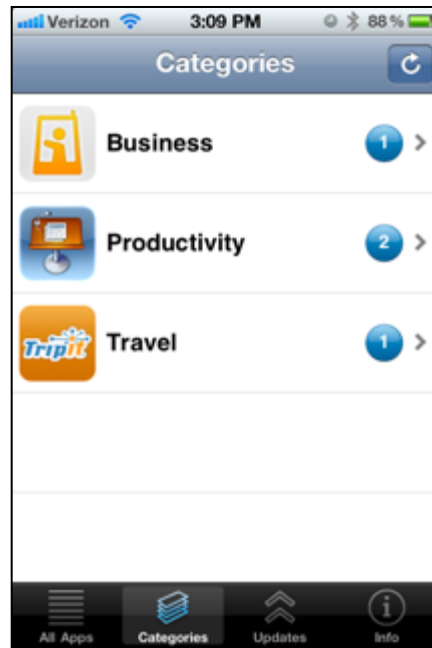 Verizon 3:09 PM 88%
Categories
Business 1
Productivity 2
TripIt Travel 1
All Apps Categories Updates Info